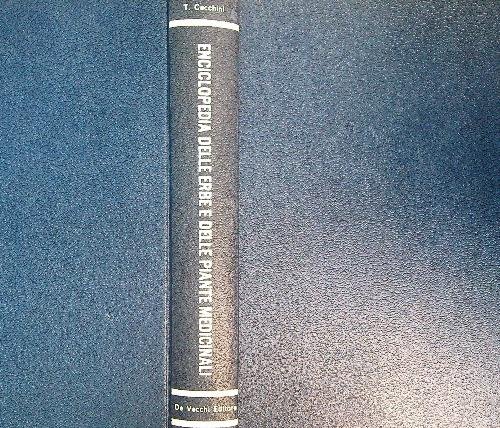 T. Cecchini
ENCICLOPEDIA DELLE ERBE E DELLE PIANTE MEDICINALI
De Vecchi Editore